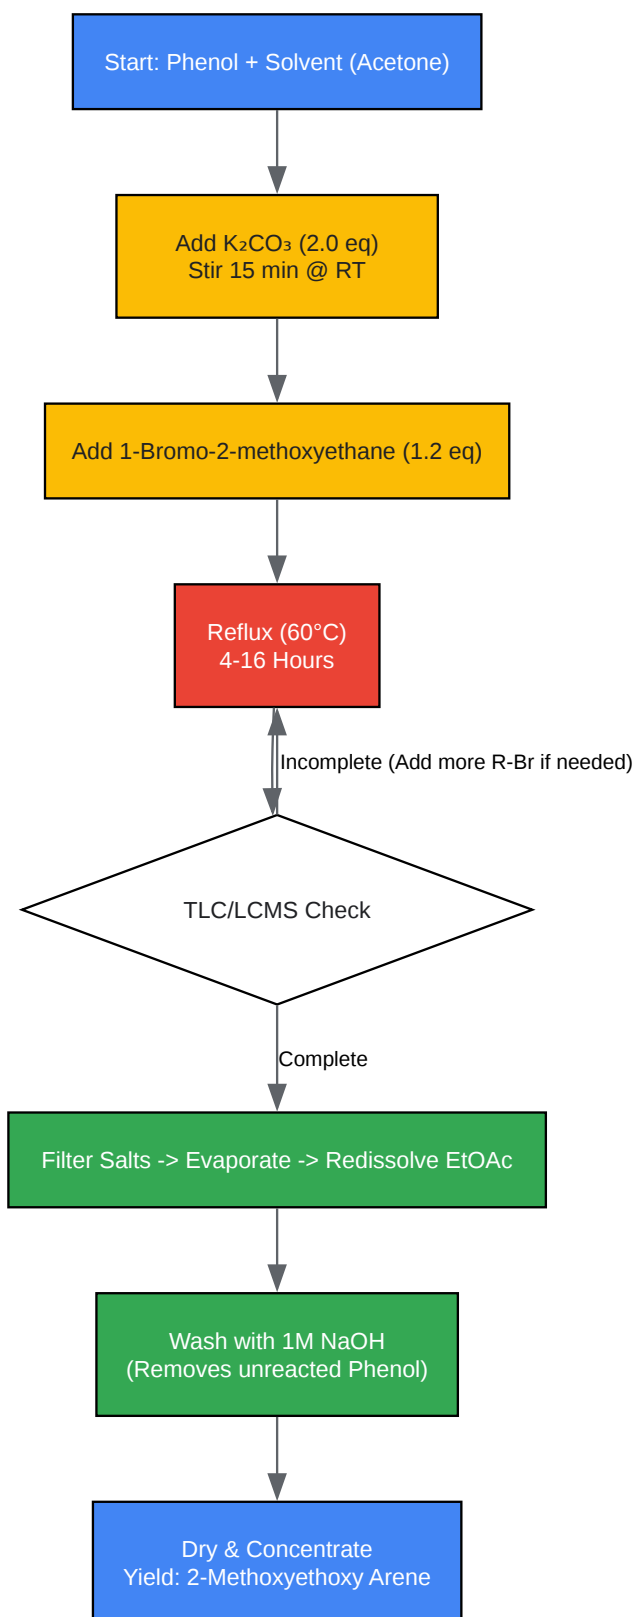 Start: Phenol + Solvent (Acetone)
Add K₂CO₃ (2.0 eq)
Stir 15 min @ RT
Add 1-Bromo-2-methoxyethane (1.2 eq)
Reflux (60°C)
4-16 Hours
Incomplete (Add more R-Br if needed)
TLC/LCMS Check
Complete
Filter Salts -> Evaporate -> Redissolve EtOAc
Wash with 1M NaOH
(Removes unreacted Phenol)
Dry & Concentrate
Yield: 2-Methoxyethoxy Arene